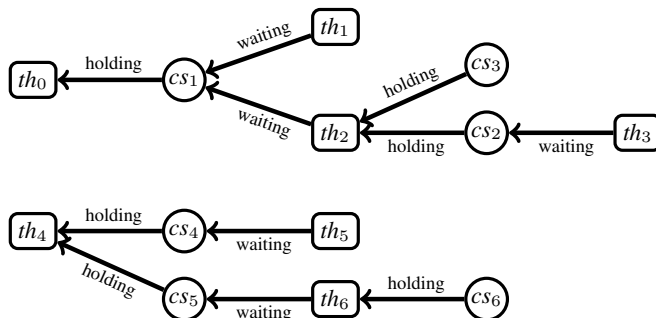 th₁
waiting
holding
cs₃
th₀
cs₁
holding
waiting
th₂
holding
cs₂
waiting
th₃
th₄
holding
cs₄
waiting
th₅
holding
cs₅
waiting
th₆
holding
cs₆